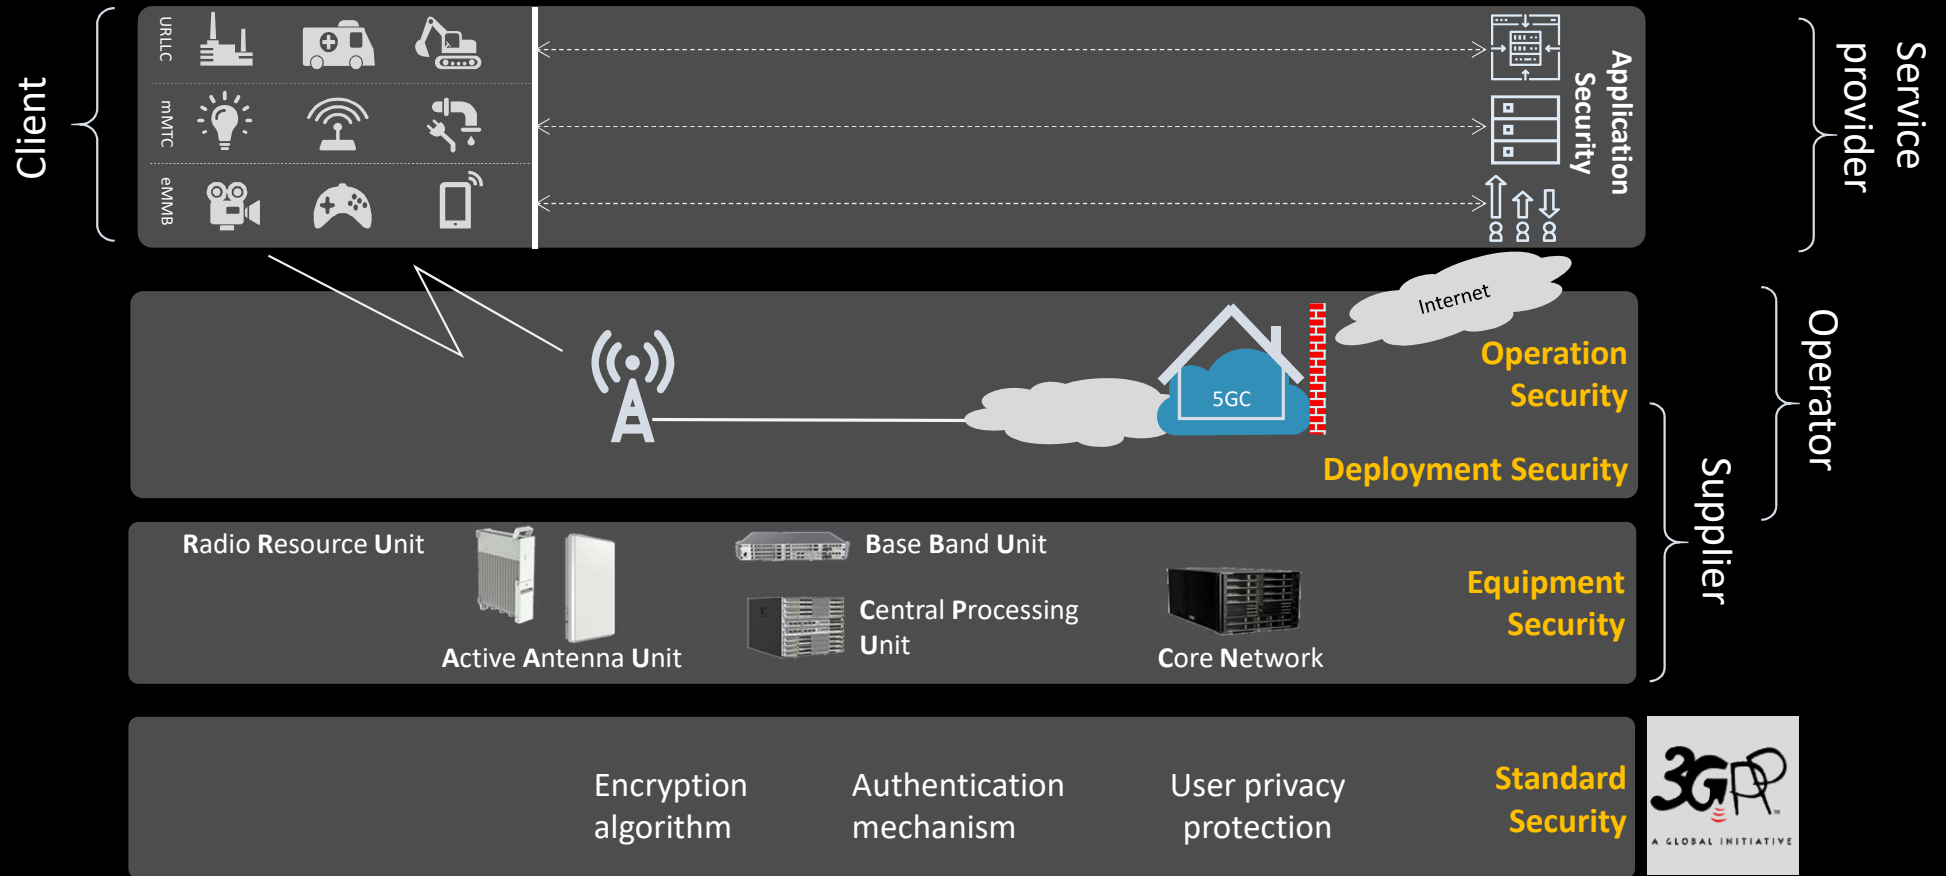 Client
URLLC
mMTC
eMMB
Application
Security
Service
provider
Internet
5GC
Operation
Security
Deployment Security
Operator
Supplier
Radio Resource Unit
Active Antenna Unit
Base Band Unit
Central Processing
Unit
Core Network
Equipment
Security
Encryption
algorithm
Authentication
mechanism
User privacy
protection
Standard
Security
3GPP
TM
A GLOBAL INITIATIVE